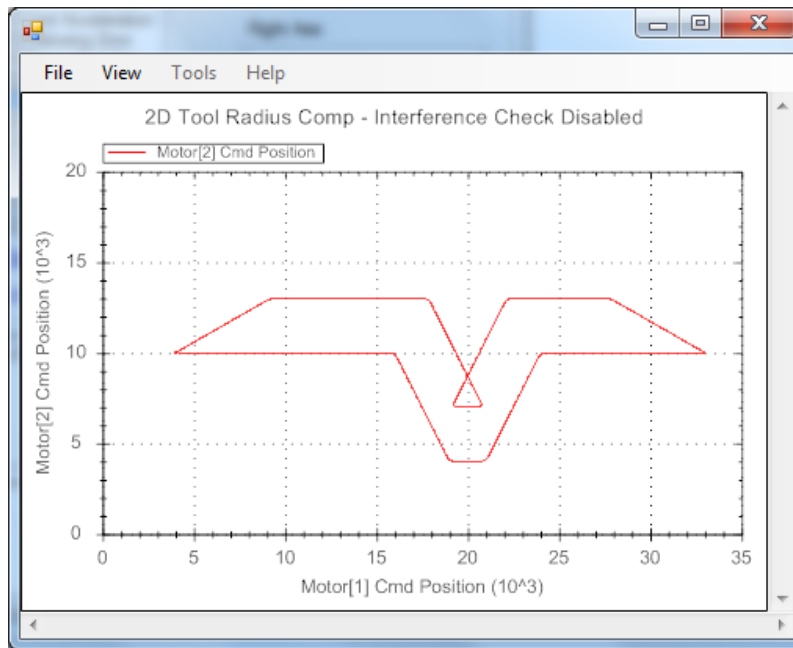 Right Axis
File View Tools Help
2D Tool Radius Comp - Interference Check Disabled
Motor[2] Cmd Position
Motor[2] Cmd Position (10^3)
20
15
10
5
0
0 5 10 15 20 25 30 35
Motor[1] Cmd Position (10^3)